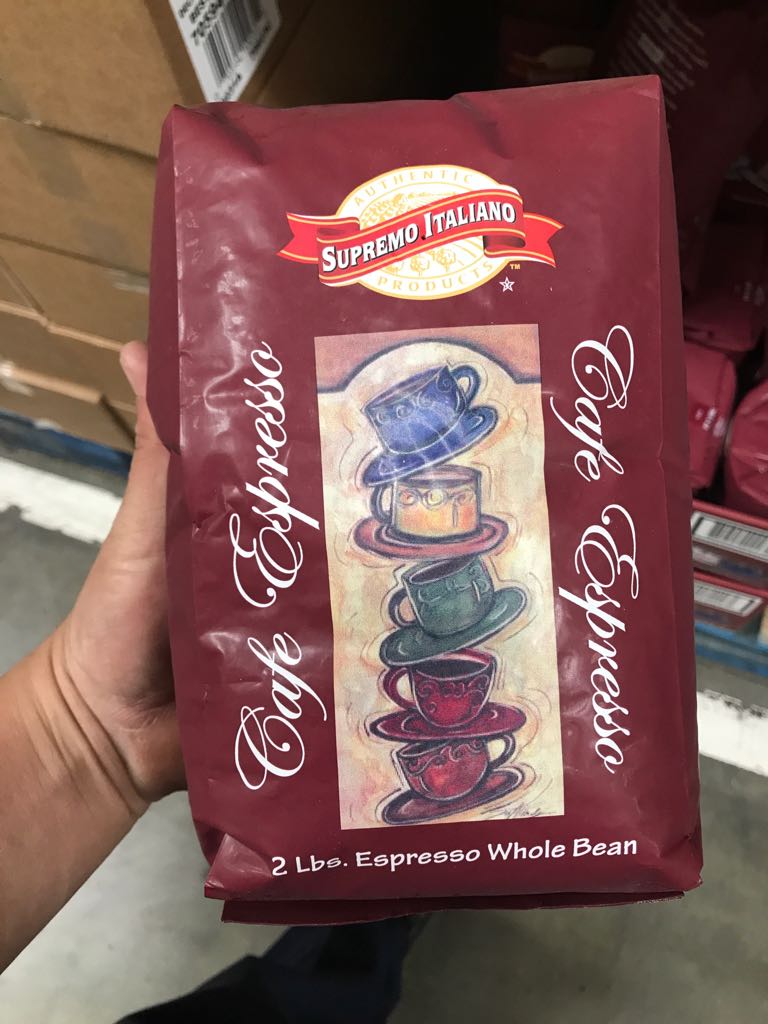 AUTHENTIC
SUPREMO ITALIANO
PRODUCTS
TM
Cafe Espresso
Cafe Espresso
2 Lbs. Espresso Whole Bean